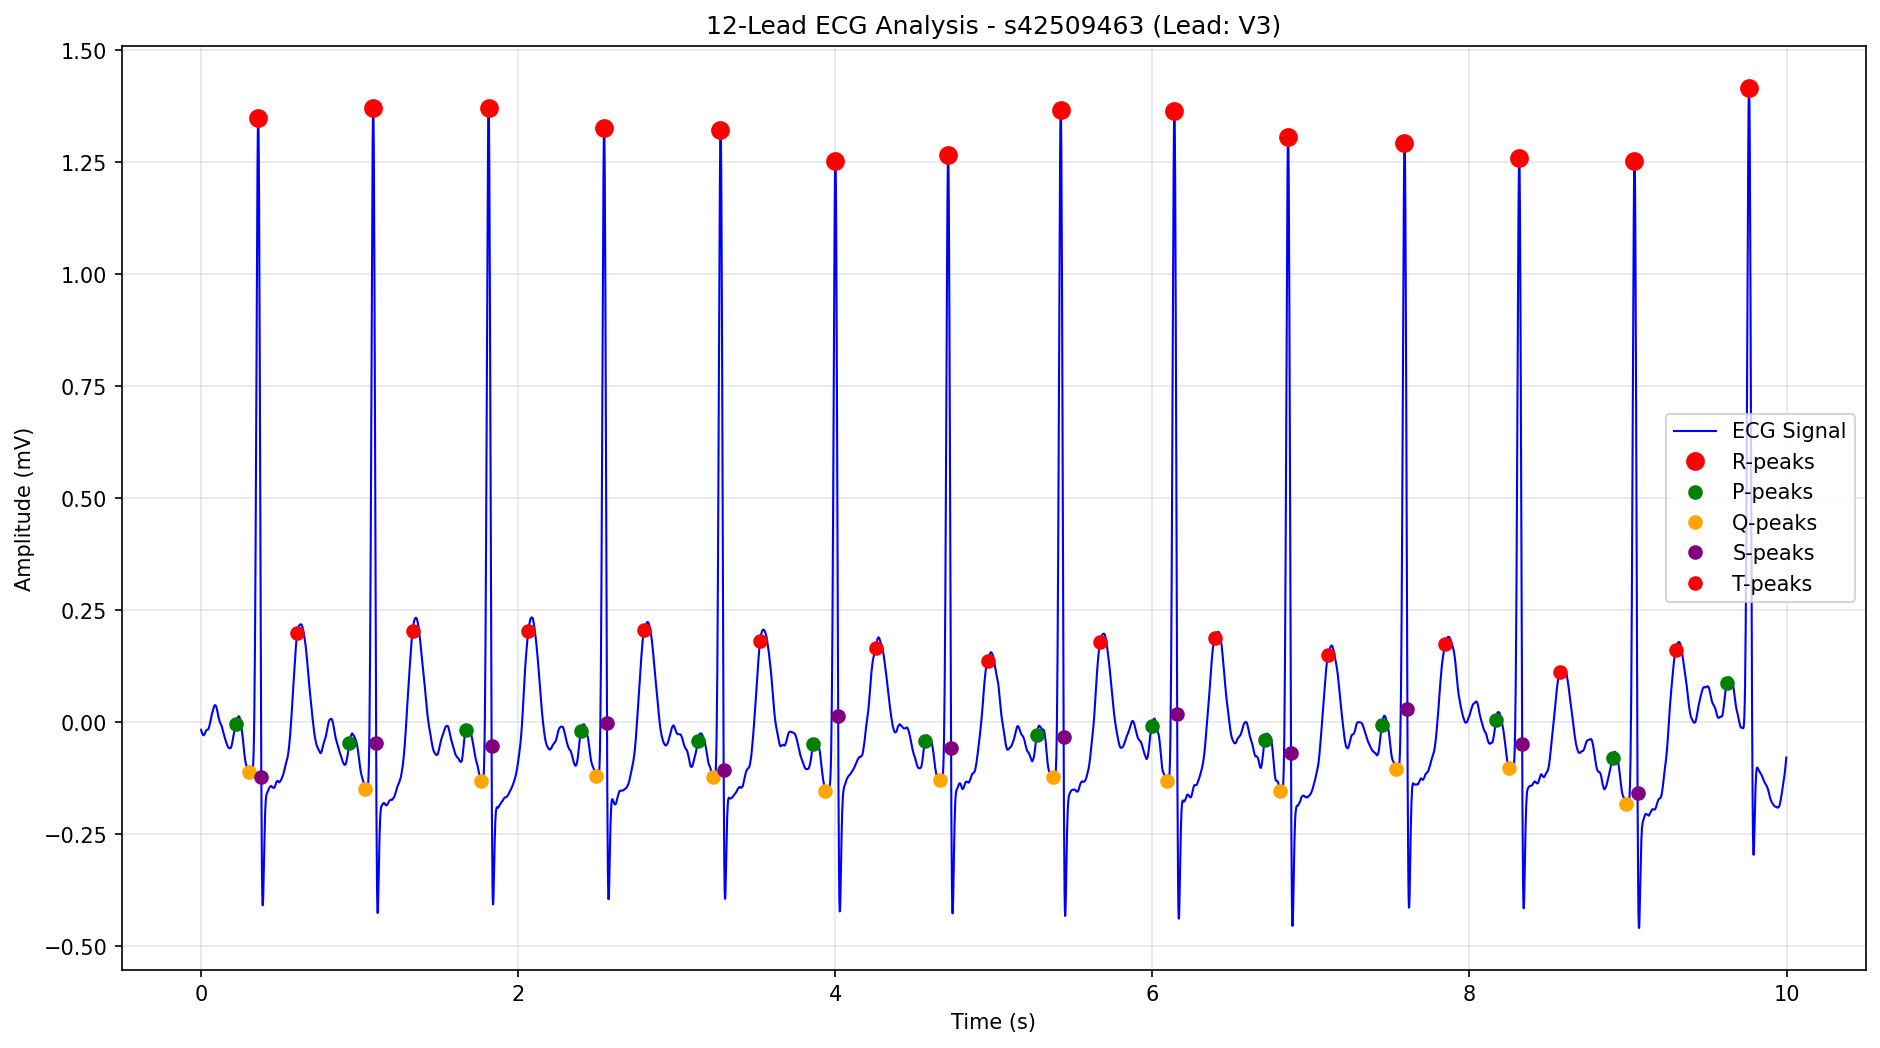 12-Lead ECG Analysis - s42509463 (Lead: V3)
Amplitude (mV)
1.50
1.25
1.00
0.75
0.50
0.25
0.00
−0.25
−0.50
ECG Signal
R-peaks
P-peaks
Q-peaks
S-peaks
T-peaks
0 2 4 6 8 10
Time (s)